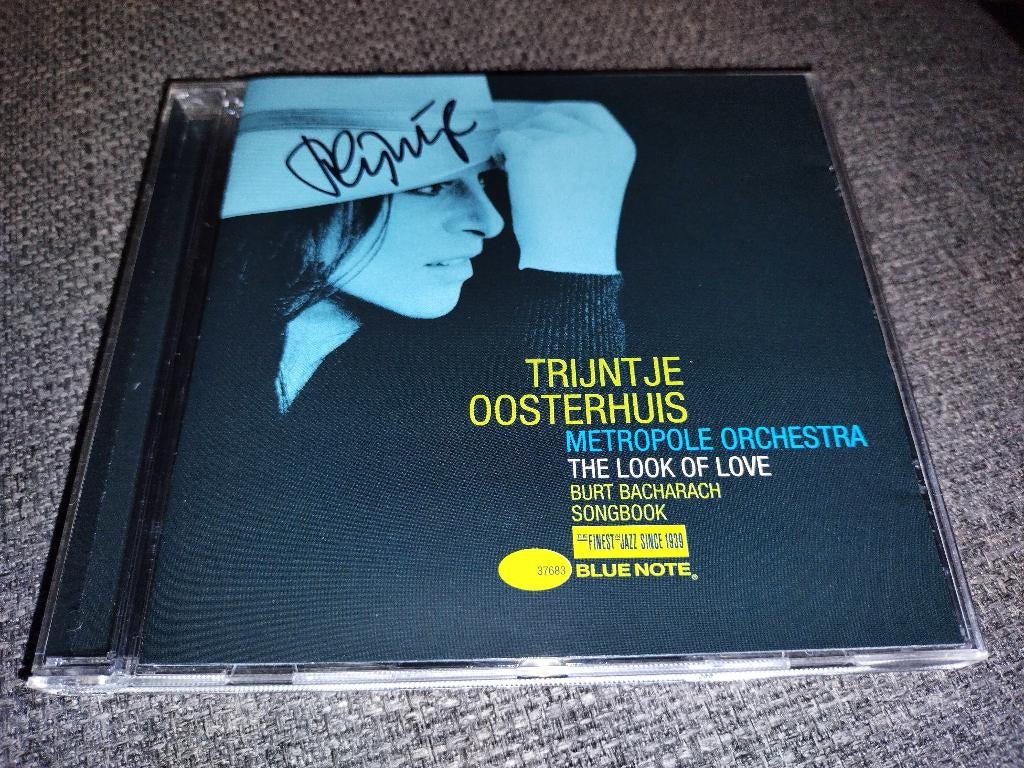 TRIJNTJE
OOSTERHUIS
METROPOLE ORCHESTRA
THE LOOK OF LOVE
BURT BACHARACH
SONGBOOK
THE FINEST IN JAZZ SINCE 1939
37683 BLUE NOTE®